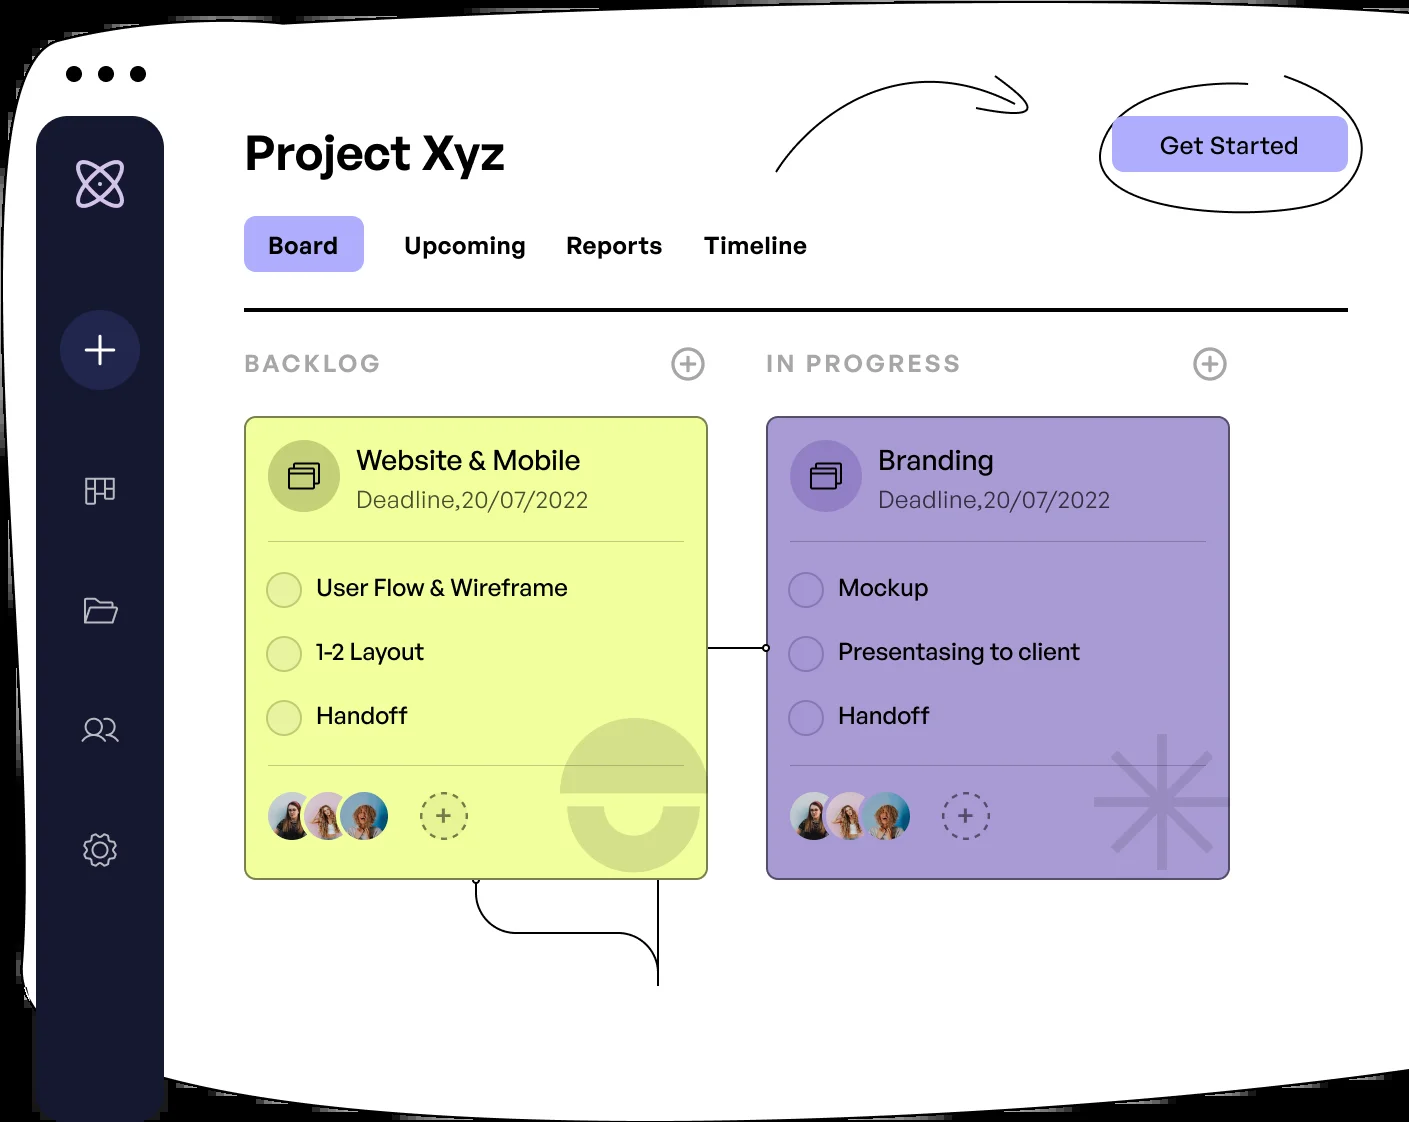 Project Xyz
Get Started
Board
Upcoming
Reports
Timeline
BACKLOG
IN PROGRESS
Website & Mobile
Deadline,20/07/2022
User Flow & Wireframe
1-2 Layout
Handoff
Branding
Deadline,20/07/2022
Mockup
Presentasing to client
Handoff